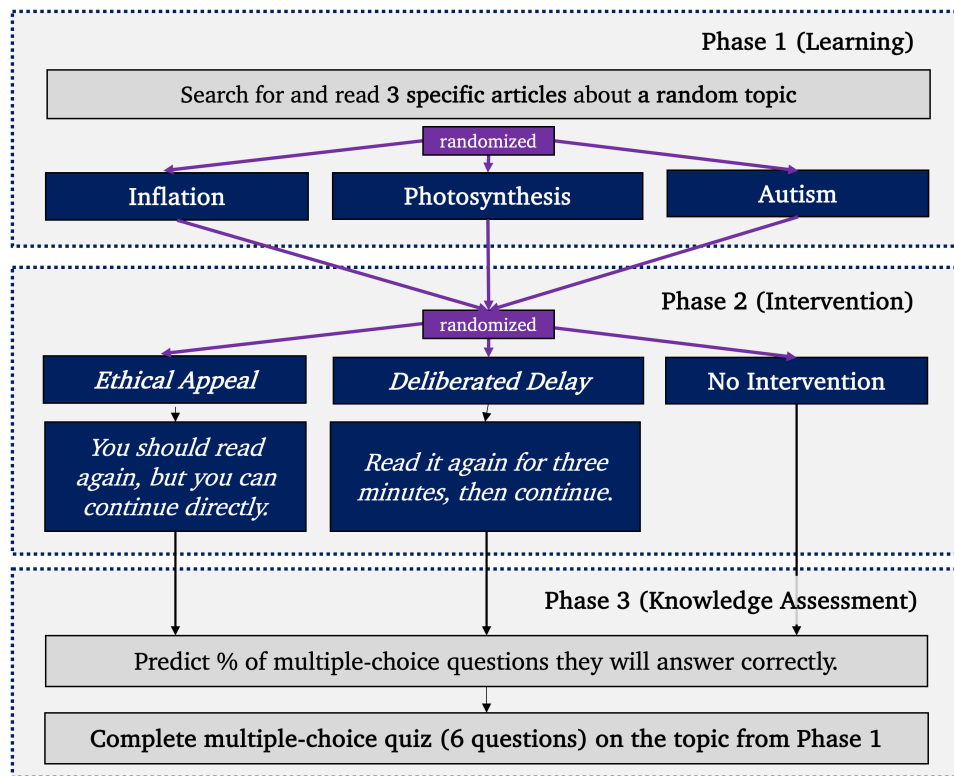 Phase 1 (Learning)
Search for and read 3 specific articles about a random topic
randomized
Inflation
Photosynthesis
Autism
Phase 2 (Intervention)
randomized
Ethical Appeal
Deliberated Delay
No Intervention
You should read
again, but you can
continue directly.
Read it again for three
minutes, then continue.
Phase 3 (Knowledge Assessment)
Predict % of multiple-choice questions they will answer correctly.
Complete multiple-choice quiz (6 questions) on the topic from Phase 1